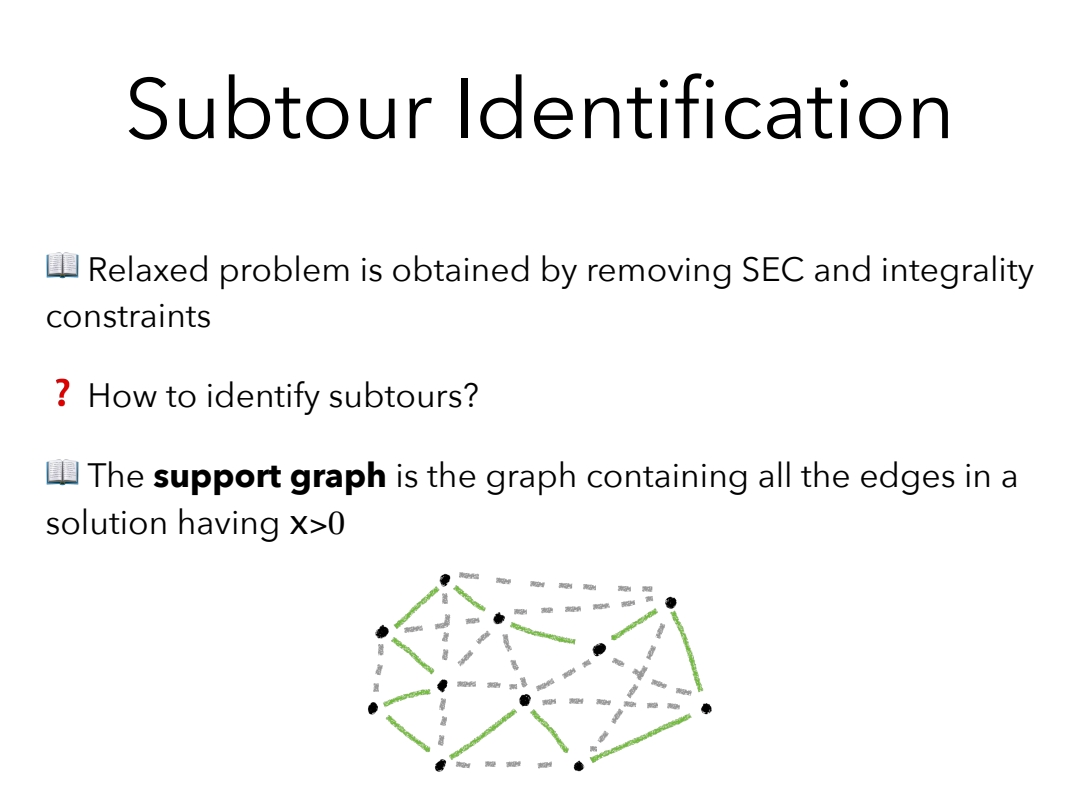 Subtour Identification
📖 Relaxed problem is obtained by removing SEC and integrality
constraints
❓ How to identify subtours?
📖 The support graph is the graph containing all the edges in a
solution having x>0